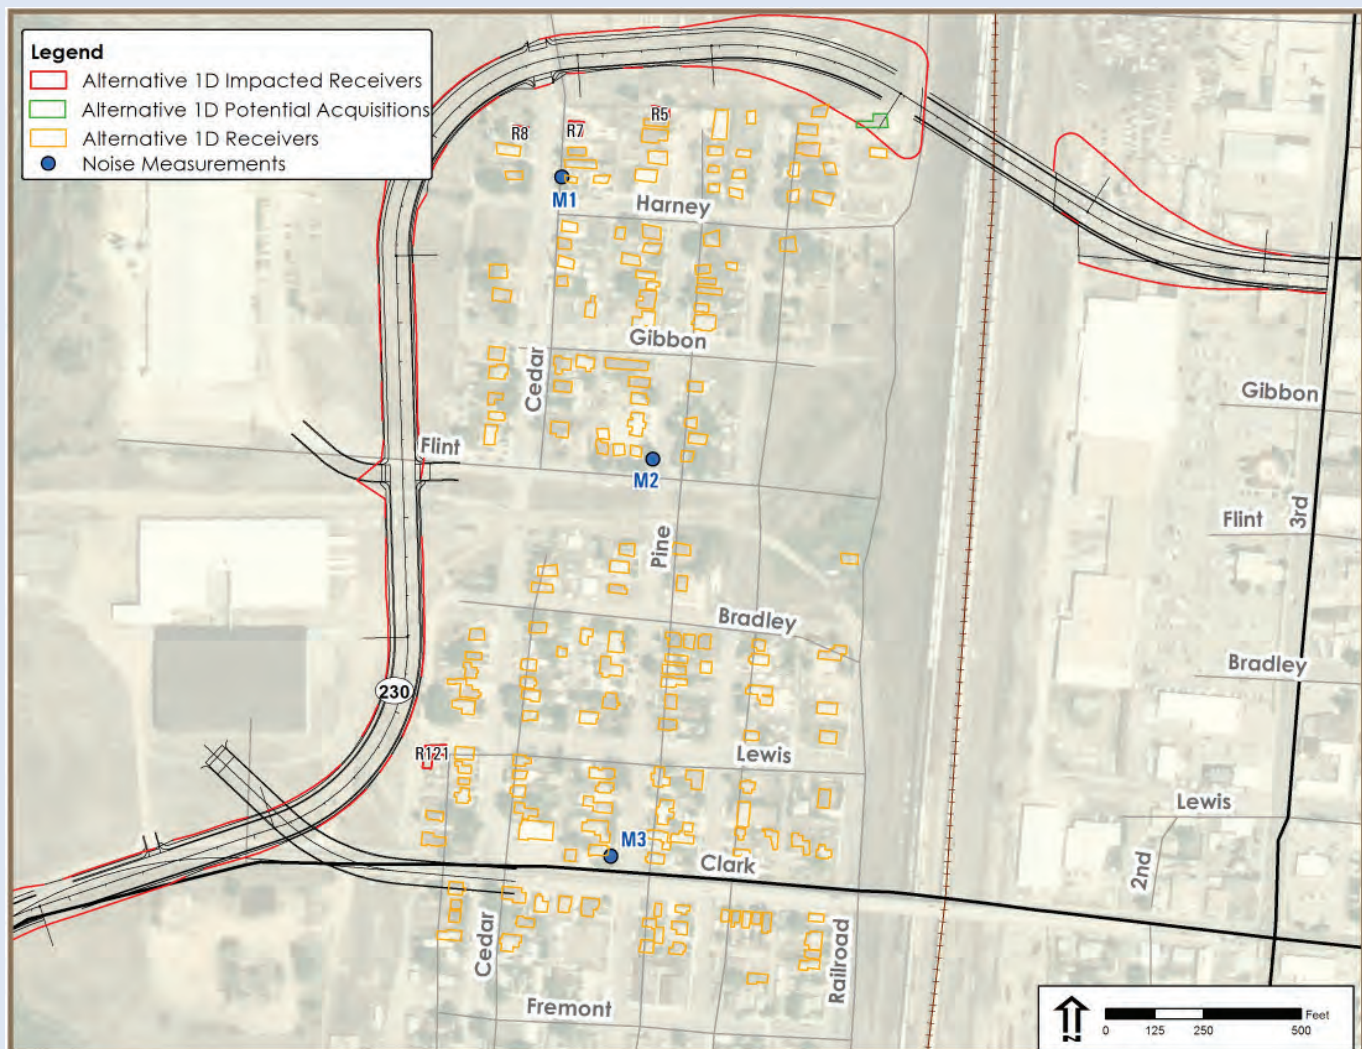 Legend
Alternative 1D Impacted Receivers
Alternative 1D Potential Acquisitions
Alternative 1D Receivers
Noise Measurements
R8
R7
R5
M1
Harney
Gibbon
Cedar
Gibbon
Flint
M2
3rd
Flint
Pine
Bradley
Bradley
230
R121
Lewis
Lewis
M3
Clark
2nd
Cedar
Railroad
Fremont
N
Feet
0 125 250 500